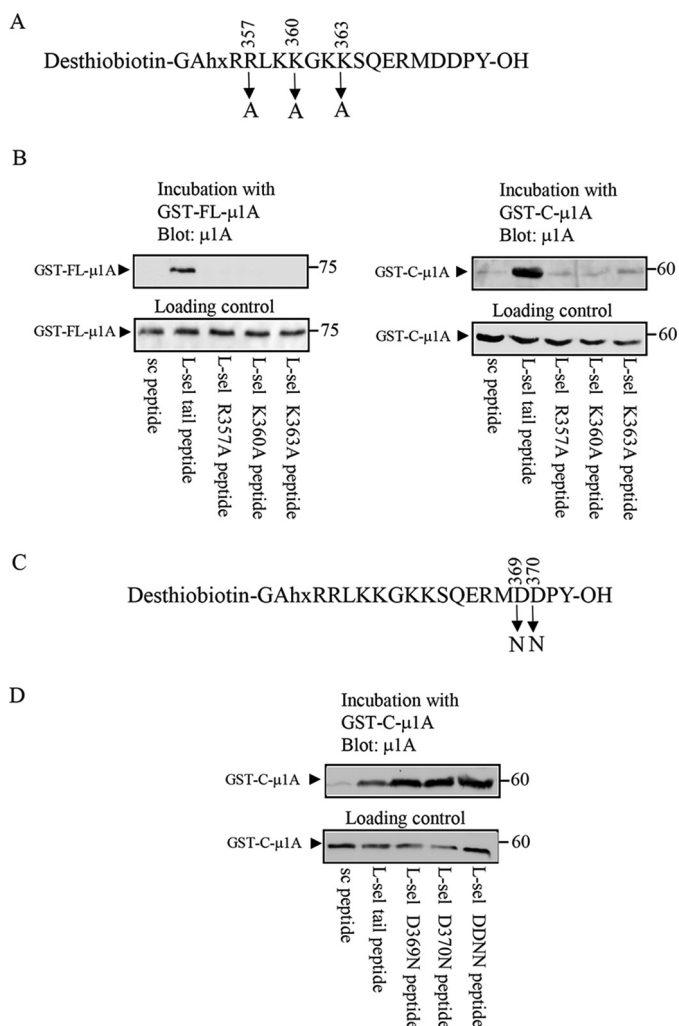 A
357
360
363
Desthiobiotin-GAhxRRLKKGKKSQERMDDPY-OH
A A A
B
Incubation with
GST-FL-μ1A
Blot: μ1A
GST-FL-μ1A
75
Loading control
GST-FL-μ1A
75
sc peptide
L-sel tail peptide
L-sel R357A peptide
L-sel K360A peptide
L-sel K363A peptide
Incubation with
GST-C-μ1A
Blot: μ1A
GST-C-μ1A
60
Loading control
GST-C-μ1A
60
sc peptide
L-sel tail peptide
L-sel R357A peptide
L-sel K360A peptide
L-sel K363A peptide
C
369
370
Desthiobiotin-GAhxRRLKKGKKSQERMDDPY-OH
N N
D
Incubation with
GST-C-μ1A
Blot: μ1A
GST-C-μ1A
60
Loading control
GST-C-μ1A
60
sc peptide
L-sel tail peptide
L-sel D369N peptide
L-sel D370N peptide
L-sel DDNN peptide